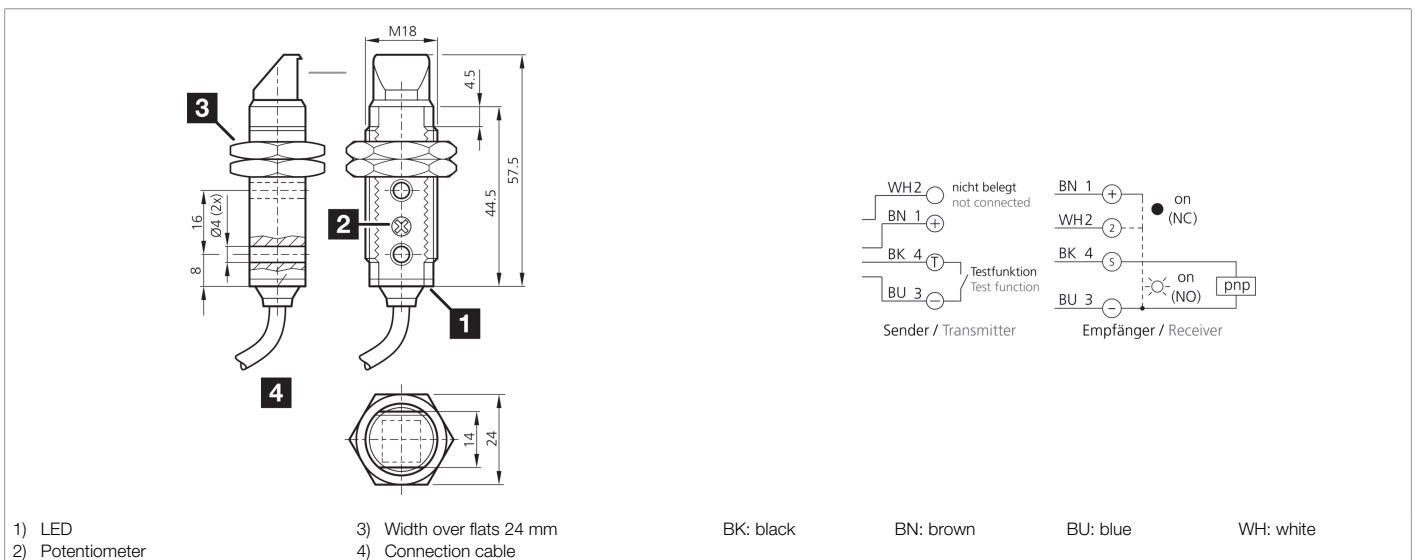 M18
4.5
57.5
44.5
3
16
Ø4 (2x)
8
2
1
4
14
24
WH2
nicht belegt
not connected
BN 1
+
BK 4
T
Testfunktion
Test function
BU 3
−
Sender / Transmitter
BN 1
+
on
(NC)
WH2
2
BK 4
S
on
(NO)
pnp
BU 3
−
Empfänger / Receiver
1) LED
2) Potentiometer
3) Width over flats 24 mm
4) Connection cable
BK: black
BN: brown
BU: blue
WH: white